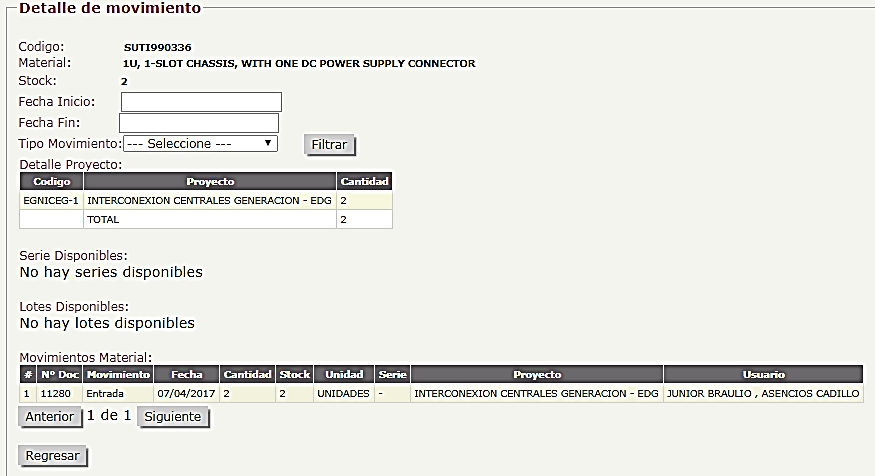 Detalle de movimiento
Codigo: SUTI990336
Material: 1U, 1-SLOT CHASSIS, WITH ONE DC POWER SUPPLY CONNECTOR
Stock: 2
Fecha Inicio:
Fecha Fin:
Tipo Movimiento: --- Seleccione --- Filtrar
Detalle Proyecto:
Codigo Proyecto Cantidad
EGNICEG-1 INTERCONEXION CENTRALES GENERACION - EDG 2
TOTAL 2
Serie Disponibles:
No hay series disponibles
Lotes Disponibles:
No hay lotes disponibles
Movimientos Material:
# Nº Doc Movimiento Fecha Cantidad Stock Unidad Serie Proyecto Usuario
1 11280 Entrada 07/04/2017 2 2 UNIDADES - INTERCONEXION CENTRALES GENERACION - EDG JUNIOR BRAULIO , ASENCIOS CADILLO
Anterior 1 de 1 Siguiente
Regresar